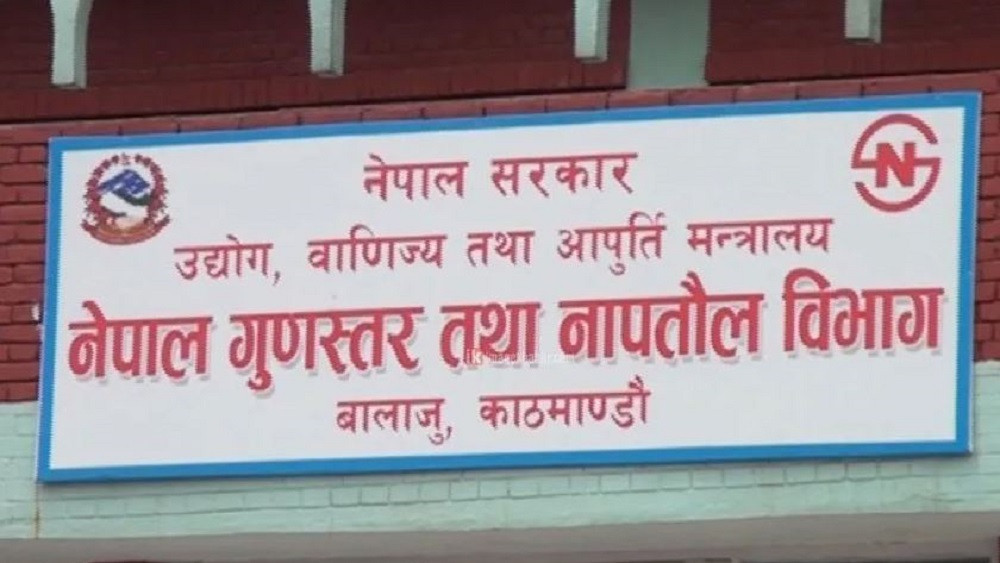 नेपाल सरकार
उद्योग, वाणिज्य तथा आपुर्ति मन्त्रालय
नेपाल गुणस्तर तथा नापतौल विभाग
बालाजु, काठमाण्डौ